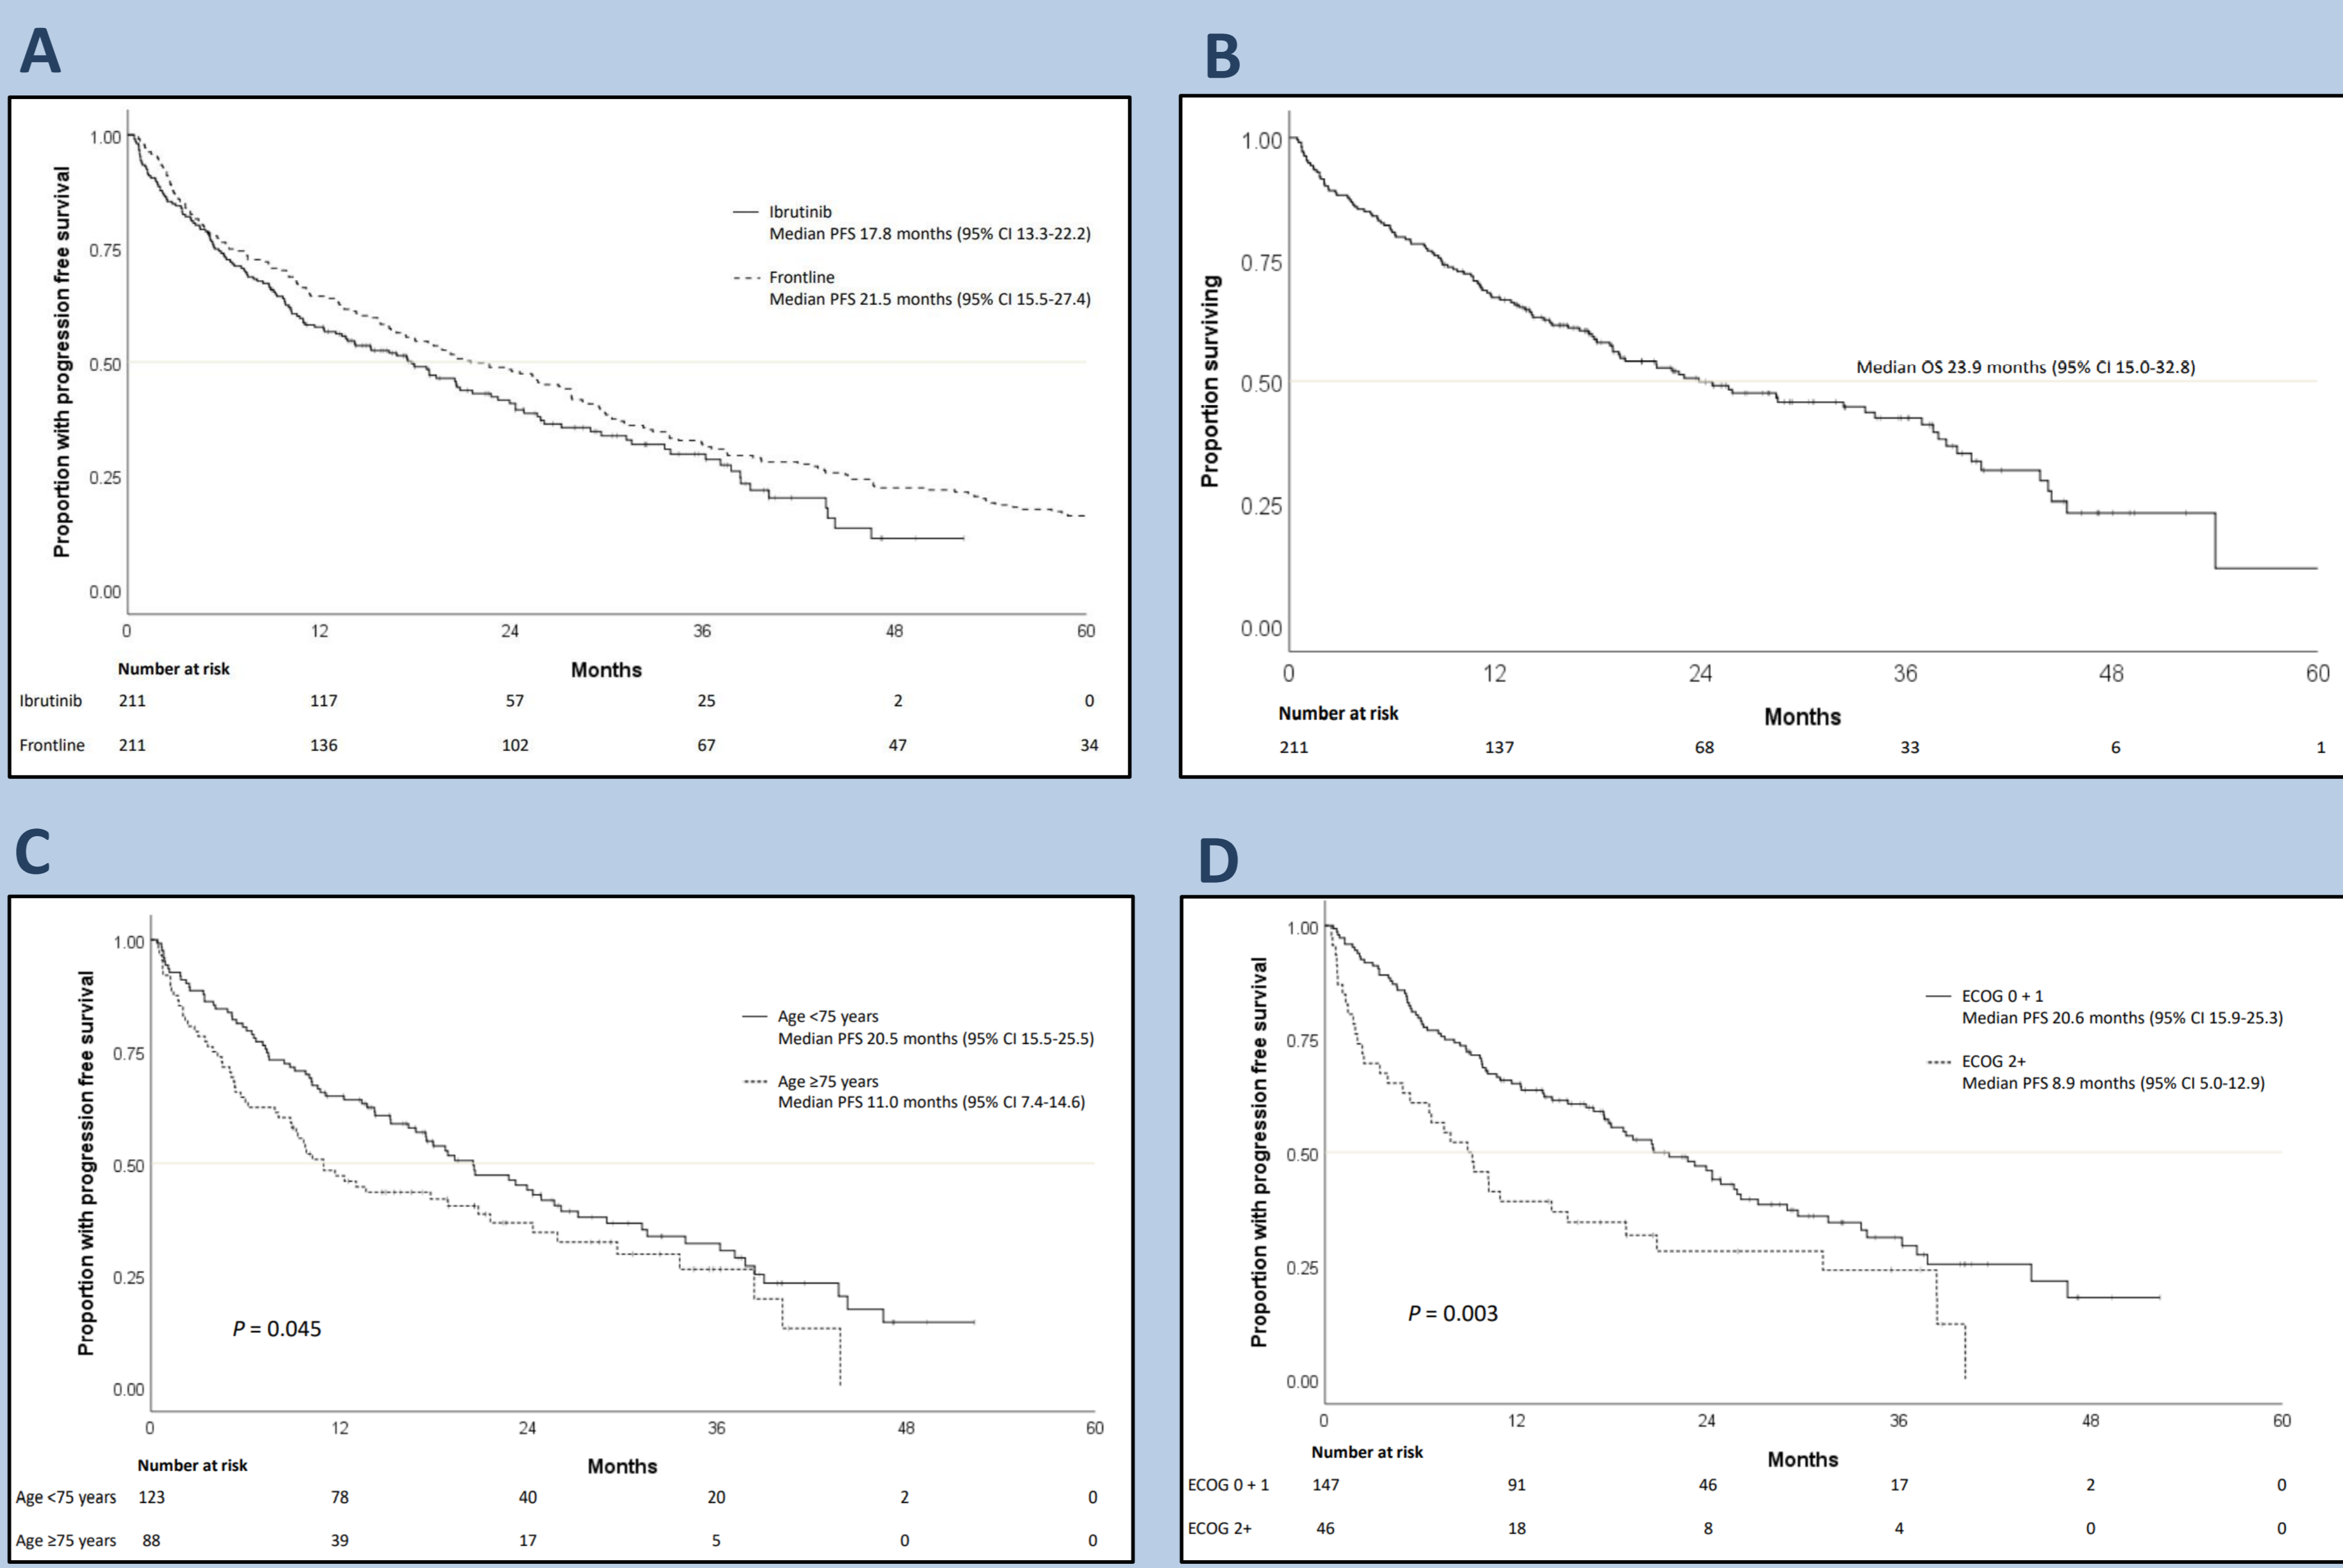 A
Proportion with progression free survival
1.00
0.75
0.50
0.25
0.00
Ibrutinib
Median PFS 17.8 months (95% CI 13.3-22.2)
Frontline
Median PFS 21.5 months (95% CI 15.5-27.4)
0 12 24 36 48 60
Number at risk
Months
Ibrutinib 211 117 57 25 2 0
Frontline 211 136 102 67 47 34
B
Proportion surviving
1.00
0.75
0.50
0.25
0.00
Median OS 23.9 months (95% CI 15.0-32.8)
0 12 24 36 48 60
Number at risk
Months
211 137 68 33 6 1
C
Proportion with progression free survival
1.00
0.75
0.50
0.25
0.00
Age <75 years
Median PFS 20.5 months (95% CI 15.5-25.5)
Age ≥75 years
Median PFS 11.0 months (95% CI 7.4-14.6)
P = 0.045
0 12 24 36 48 60
Number at risk
Months
Age <75 years 123 78 40 20 2 0
Age ≥75 years 88 39 17 5 0 0
D
Proportion with progression free survival
1.00
0.75
0.50
0.25
0.00
ECOG 0 + 1
Median PFS 20.6 months (95% CI 15.9-25.3)
ECOG 2+
Median PFS 8.9 months (95% CI 5.0-12.9)
P = 0.003
0 12 24 36 48 60
Number at risk
Months
ECOG 0 + 1 147 91 46 17 2 0
ECOG 2+ 46 18 8 4 0 0